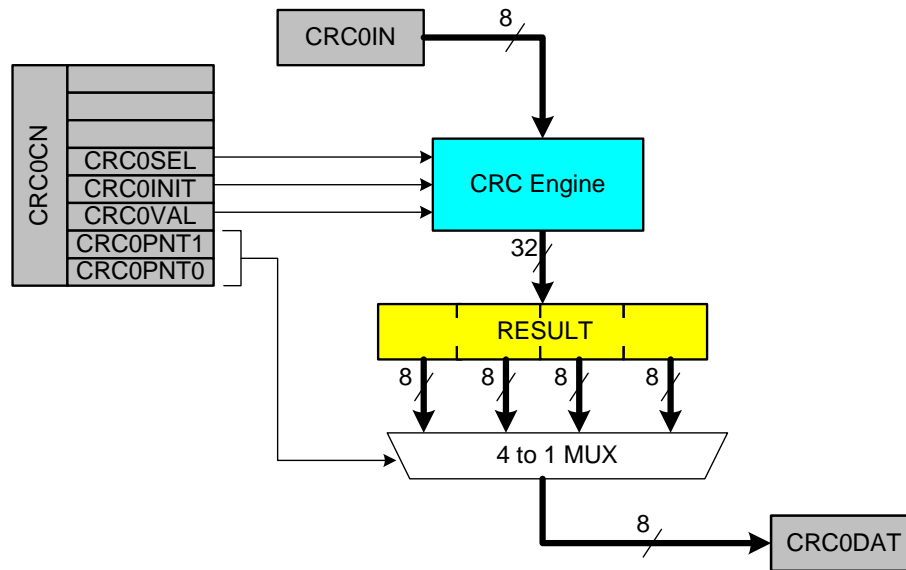 CRC0IN
8
CRC0CN
CRC0SEL
CRC0INIT
CRC0VAL
CRC0PNT1
CRC0PNT0
CRC Engine
32
RESULT
8
8
8
8
4 to 1 MUX
8
CRC0DAT